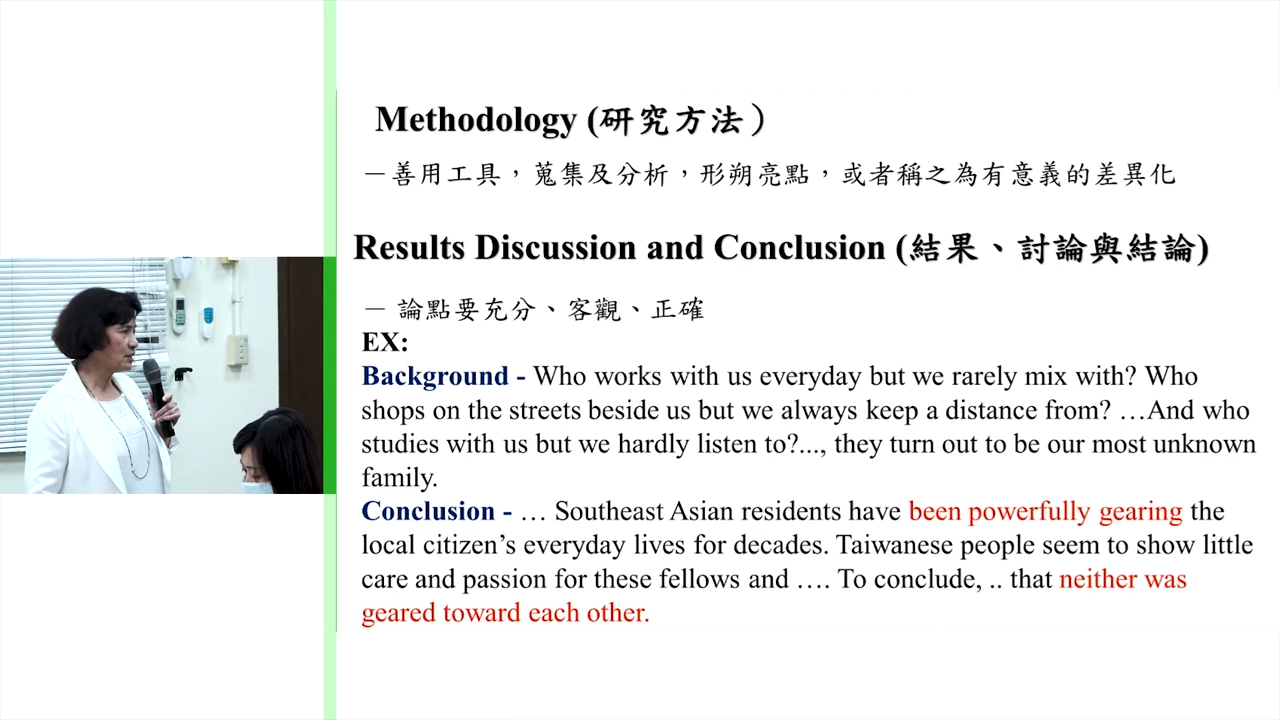 Methodology (研究方法）
－善用工具，蒐集及分析，形朔亮點，或者稱之為有意義的差異化
Results Discussion and Conclusion (結果、討論與結論)
－ 論點要充分、客觀、正確
EX:
Background - Who works with us everyday but we rarely mix with? Who
shops on the streets beside us but we always keep a distance from? …And who
studies with us but we hardly listen to?..., they turn out to be our most unknown
family.
Conclusion - … Southeast Asian residents have been powerfully gearing the
local citizen’s everyday lives for decades. Taiwanese people seem to show little
care and passion for these fellows and …. To conclude, .. that neither was
geared toward each other.